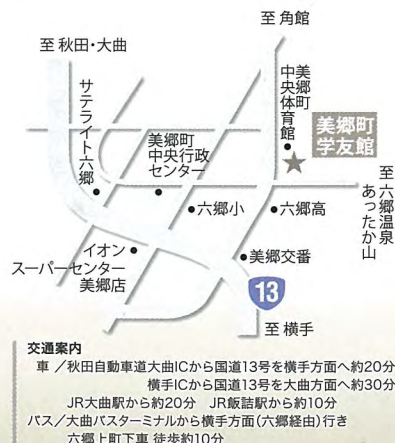 至 角館
至 秋田・大曲
サテライト六郷
美郷町
中央体育館
美郷町
学友館
美郷町
中央行政
センター
至 六郷温泉
あったか山
六郷小
六郷高
イオン
スーパーセンター
美郷店
美郷交番
13
至 横手
交通案内
車 ／秋田自動車道大曲ICから国道13号を横手方面へ約20分
横手ICから国道13号を大曲方面へ約30分
JR大曲駅から約20分 JR飯詰駅から約10分
バス／大曲バスターミナルから横手方面(六郷経由)行き
六郷上町下車 徒歩約10分